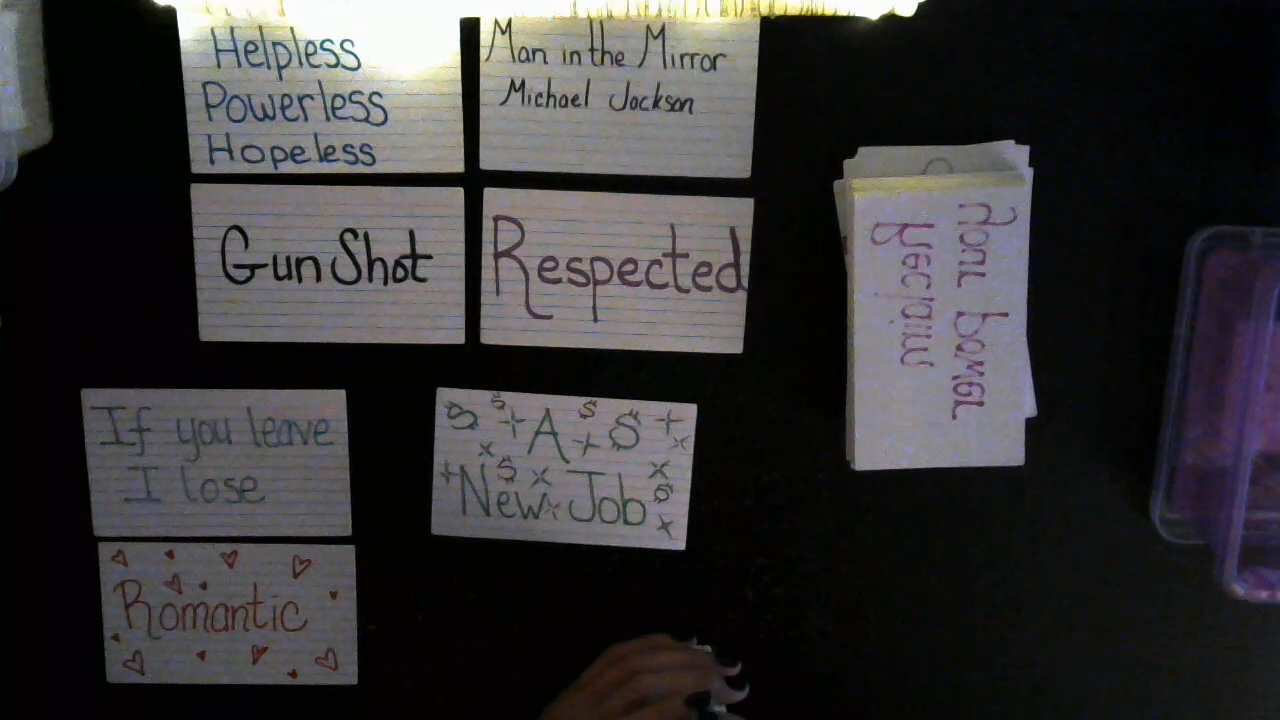 Helpless
Powerless
Hopeless
Man in the Mirror
Michael Jackson
Gun Shot
Respected
If you leave
I lose
A
New Job
Romantic